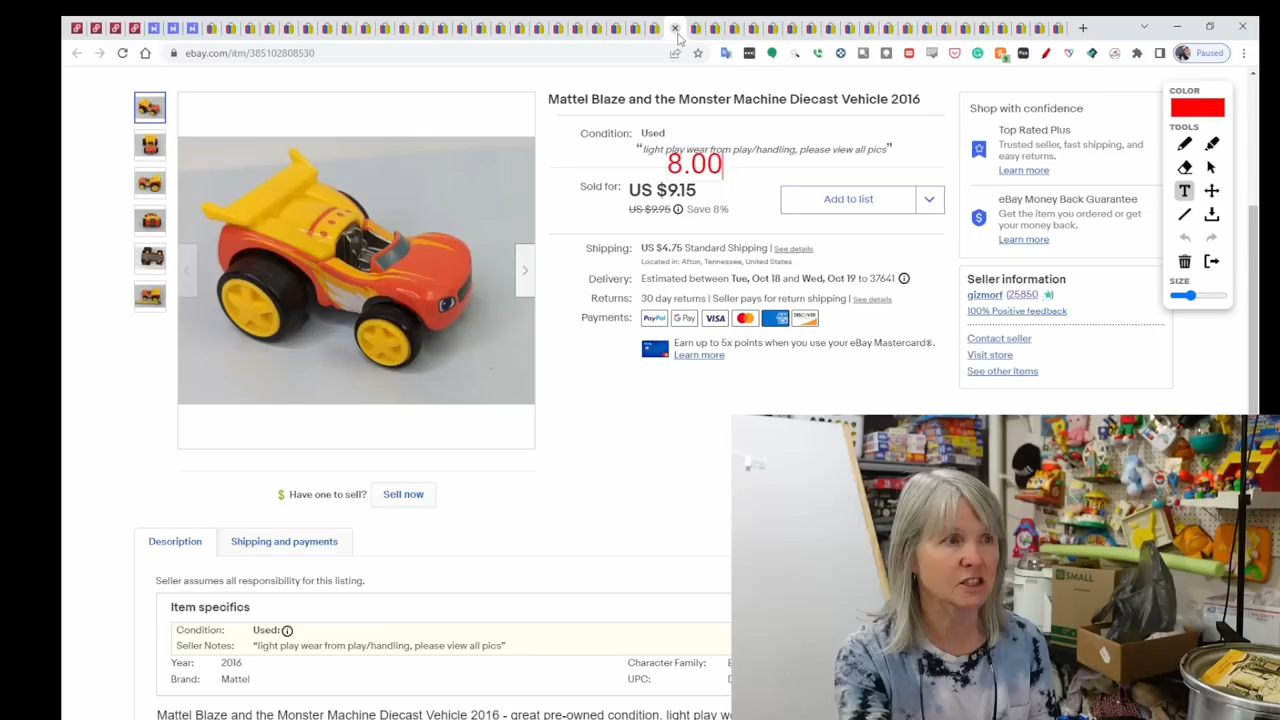 ebay.com/itm/385102808530
Paused
Mattel Blaze and the Monster Machine Diecast Vehicle 2016
Condition: Used
“light play wear from play/handling, please view all pics”
8.00
Sold for: US $9.15
US $9.95 Save 8%
Add to list
Shipping: US $4.75 Standard Shipping | See details
Located in: Afton, Tennessee, United States
Delivery: Estimated between Tue, Oct 18 and Wed, Oct 19 to 37641
Returns: 30 day returns | Seller pays for return shipping | See details
Payments: PayPal G Pay VISA DISCOVER
Earn up to 5x points when you use your eBay Mastercard®.
Learn more
Shop with confidence
Top Rated Plus
Trusted seller, fast shipping, and
easy returns.
Learn more
eBay Money Back Guarantee
Get the item you ordered or get
your money back.
Learn more
Seller information
gizmorf (25850
100% Positive feedback
Contact seller
Visit store
See other items
COLOR
TOOLS
T
SIZE
$ Have one to sell? Sell now
Description Shipping and payments
Seller assumes all responsibility for this listing.
Item specifics
Condition: Used:
Seller Notes: “light play wear from play/handling, please view all pics”
Year: 2016 Character Family:
Brand: Mattel UPC:
Mattel Blaze and the Monster Machine Diecast Vehicle 2016 - great pre-owned condition, light play we
SMALL